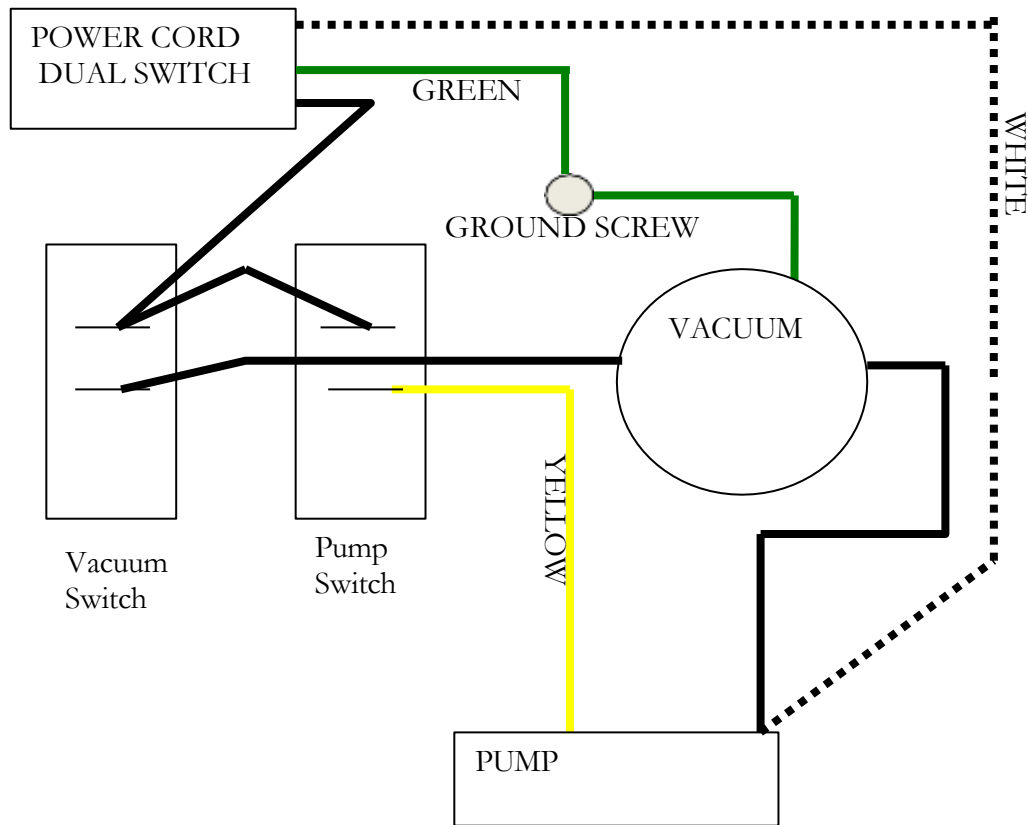 POWER CORD
DUAL SWITCH
GREEN
WHITE
GROUND SCREW
VACUUM
YELLOW
Vacuum
Switch
Pump
Switch
PUMP